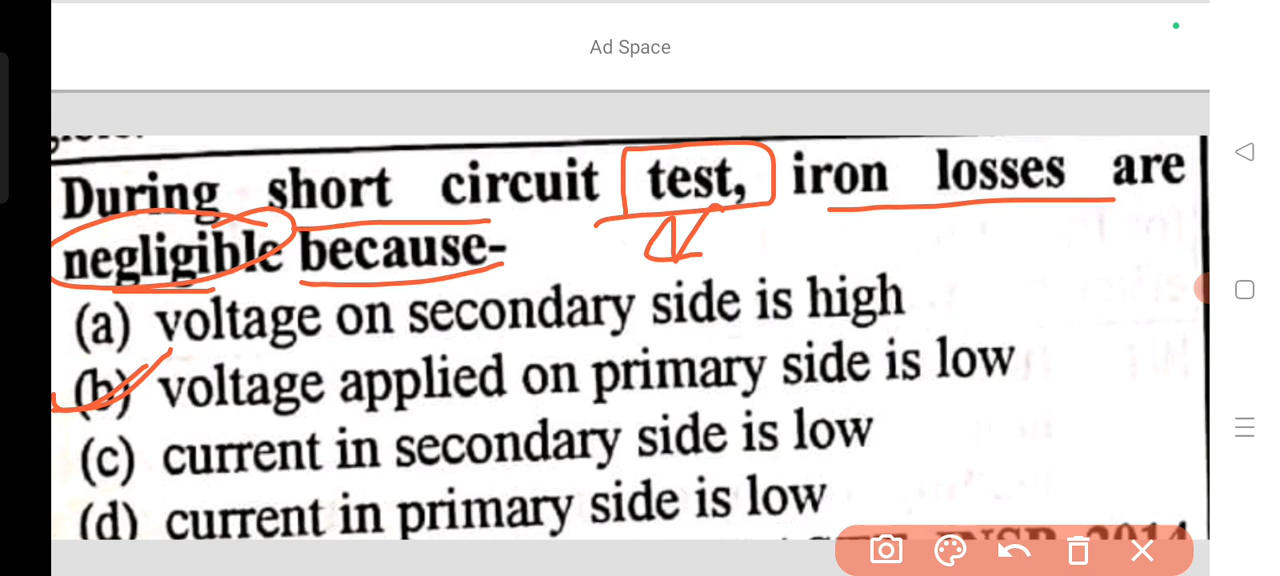 Ad Space
During short circuit test, iron losses are
negligible because-
(a) voltage on secondary side is high
(b) voltage applied on primary side is low
(c) current in secondary side is low
(d) current in primary side is low